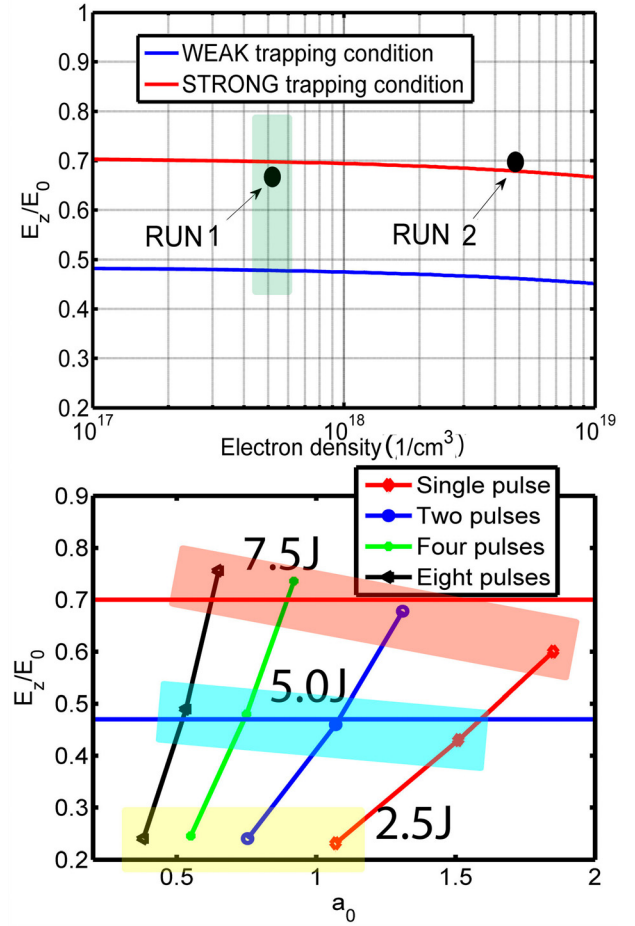 1
0.9
0.8
0.7
0.6
0.5
0.4
0.3
0.2
E_z/E_0
WEAK trapping condition
STRONG trapping condition
RUN 1
RUN 2
10^17
10^18
10^19
Electron density(1/cm^3)
0.9
0.8
0.7
0.6
0.5
0.4
0.3
0.2
E_z/E_0
Single pulse
Two pulses
Four pulses
Eight pulses
7.5J
5.0J
2.5J
0.5
1
1.5
2
a_0